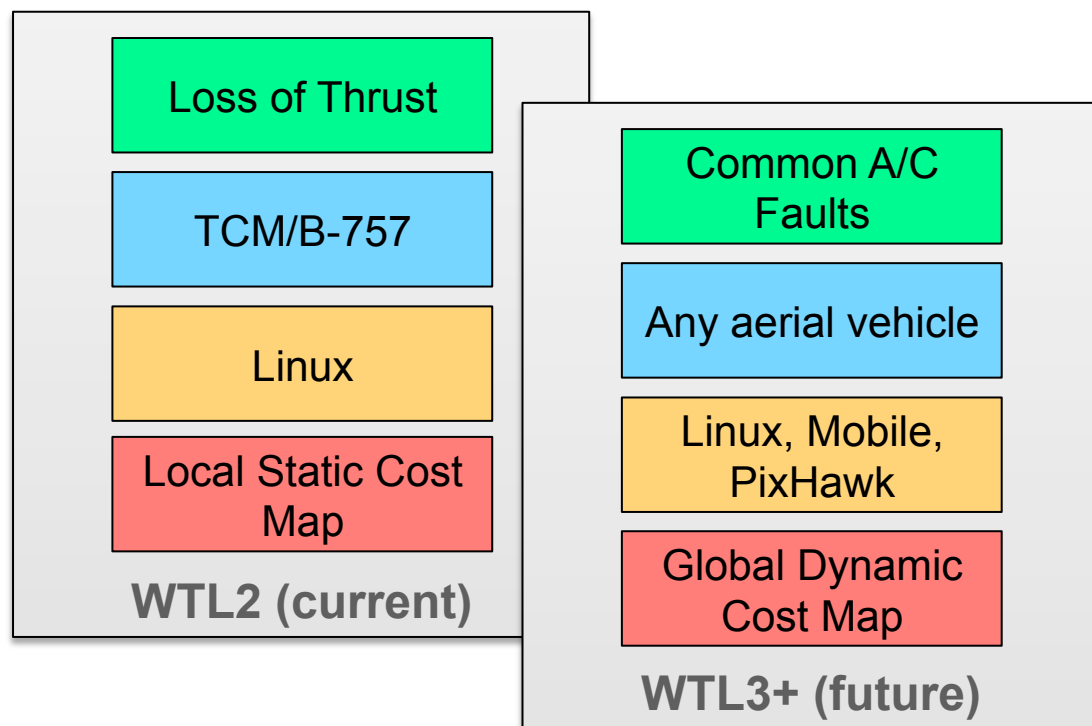 Loss of Thrust
TCM/B-757
Linux
Local Static Cost
Map
WTL2 (current)
Common A/C
Faults
Any aerial vehicle
Linux, Mobile,
PixHawk
Global Dynamic
Cost Map
WTL3+ (future)